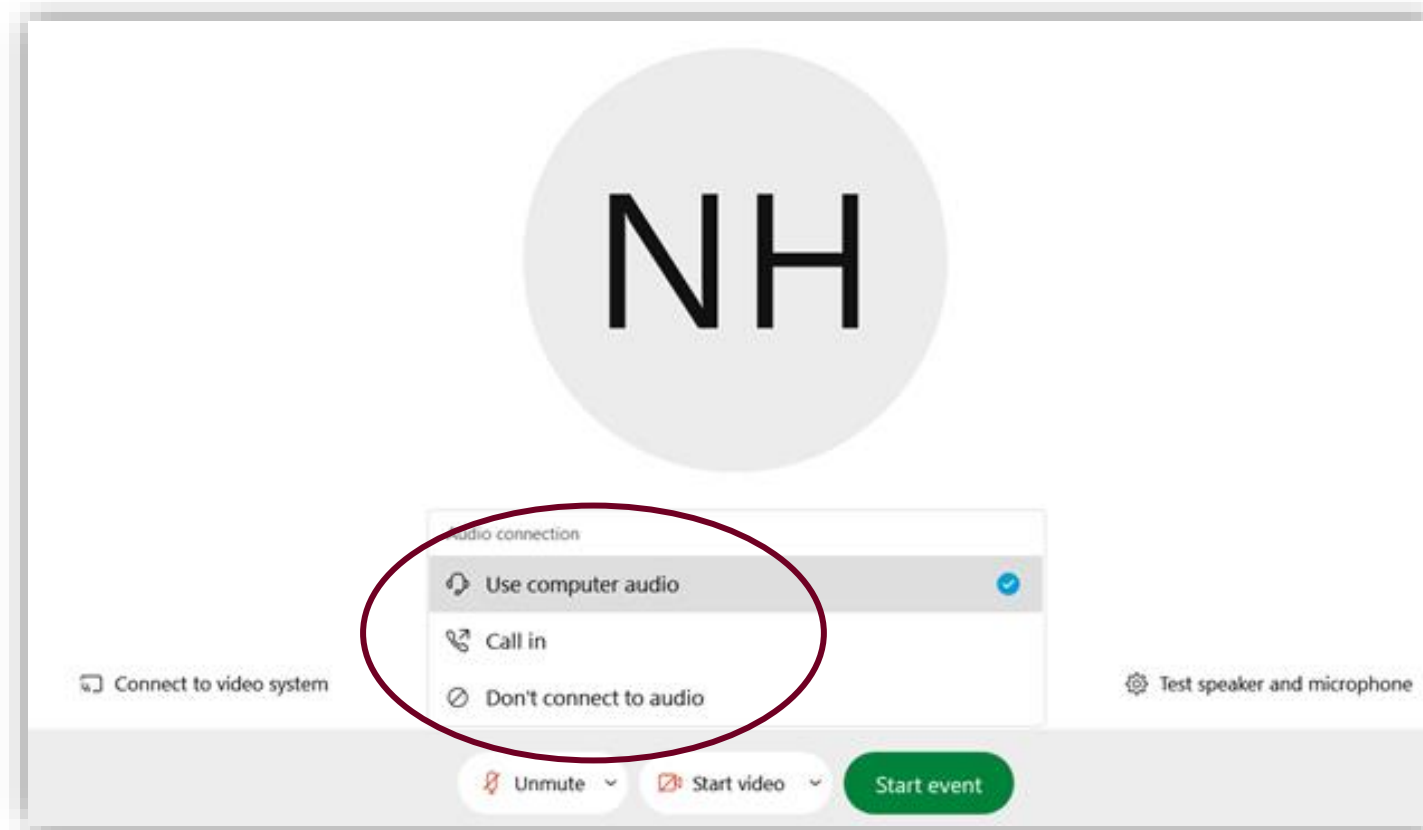 NH
Audio connection
Use computer audio
Call in
Connect to video system
Don't connect to audio
Test speaker and microphone
Unmute
Start video
Start event